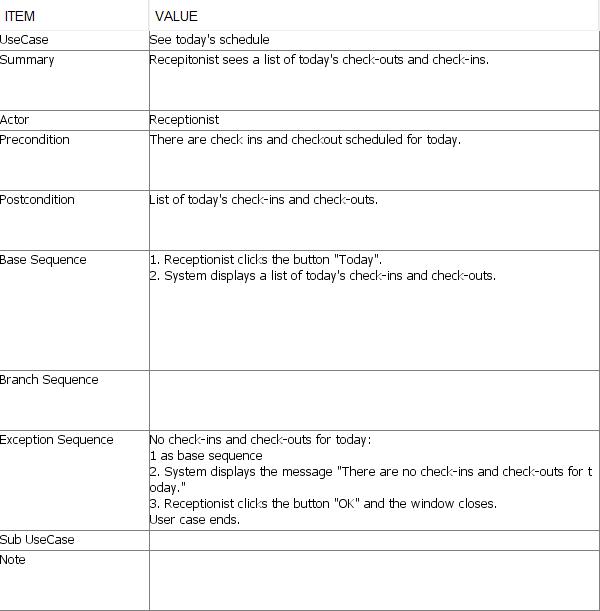 ITEM VALUE
UseCase See today's schedule
Summary Recepitonist sees a list of today's check-outs and check-ins.
Actor Receptionist
Precondition There are check ins and checkout scheduled for today.
Postcondition List of today's check-ins and check-outs.
Base Sequence 1. Receptionist clicks the button "Today".
2. System displays a list of today's check-ins and check-outs.
Branch Sequence
Exception Sequence No check-ins and check-outs for today:
1 as base sequence
2. System displays the message "There are no check-ins and check-outs for t
oday."
3. Receptionist clicks the button "OK" and the window closes.
User case ends.
Sub UseCase
Note